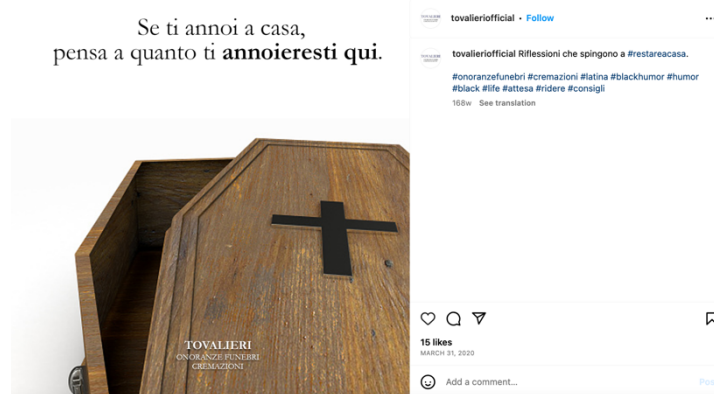 Se ti annoi a casa,
pensa a quanto ti annoieresti qui.
TOVALIERI
ONORANZE FUNEBRI
CREMAZIONI
tovalieriofficial • Follow
tovalieriofficial Riflessioni che spingono a #restareacasa.
#onoranzefunebri #cremazioni #latina #blackhumor #humor
#black #life #attesa #ridere #consigli
168w See translation
15 likes
MARCH 31, 2020
Add a comment...